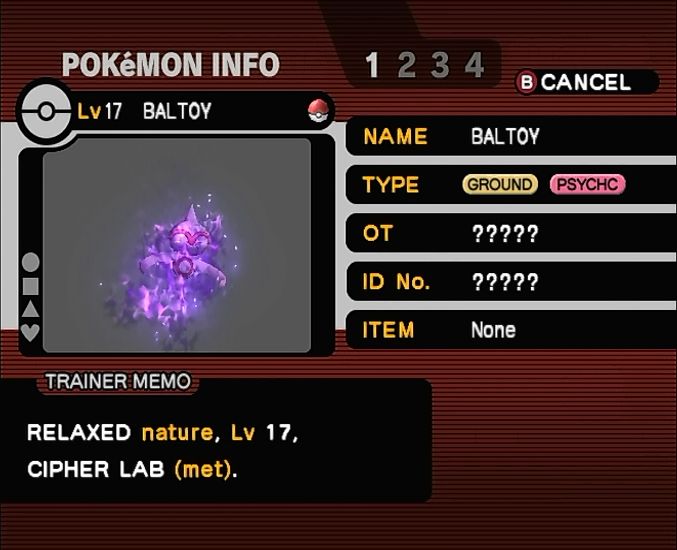 POKéMON INFO
1 2 3 4
B CANCEL
Lv 17 BALTOY
NAME BALTOY
TYPE GROUND PSYCHC
OT ?????
ID No. ?????
ITEM None
TRAINER MEMO
RELAXED nature, Lv 17,
CIPHER LAB (met).